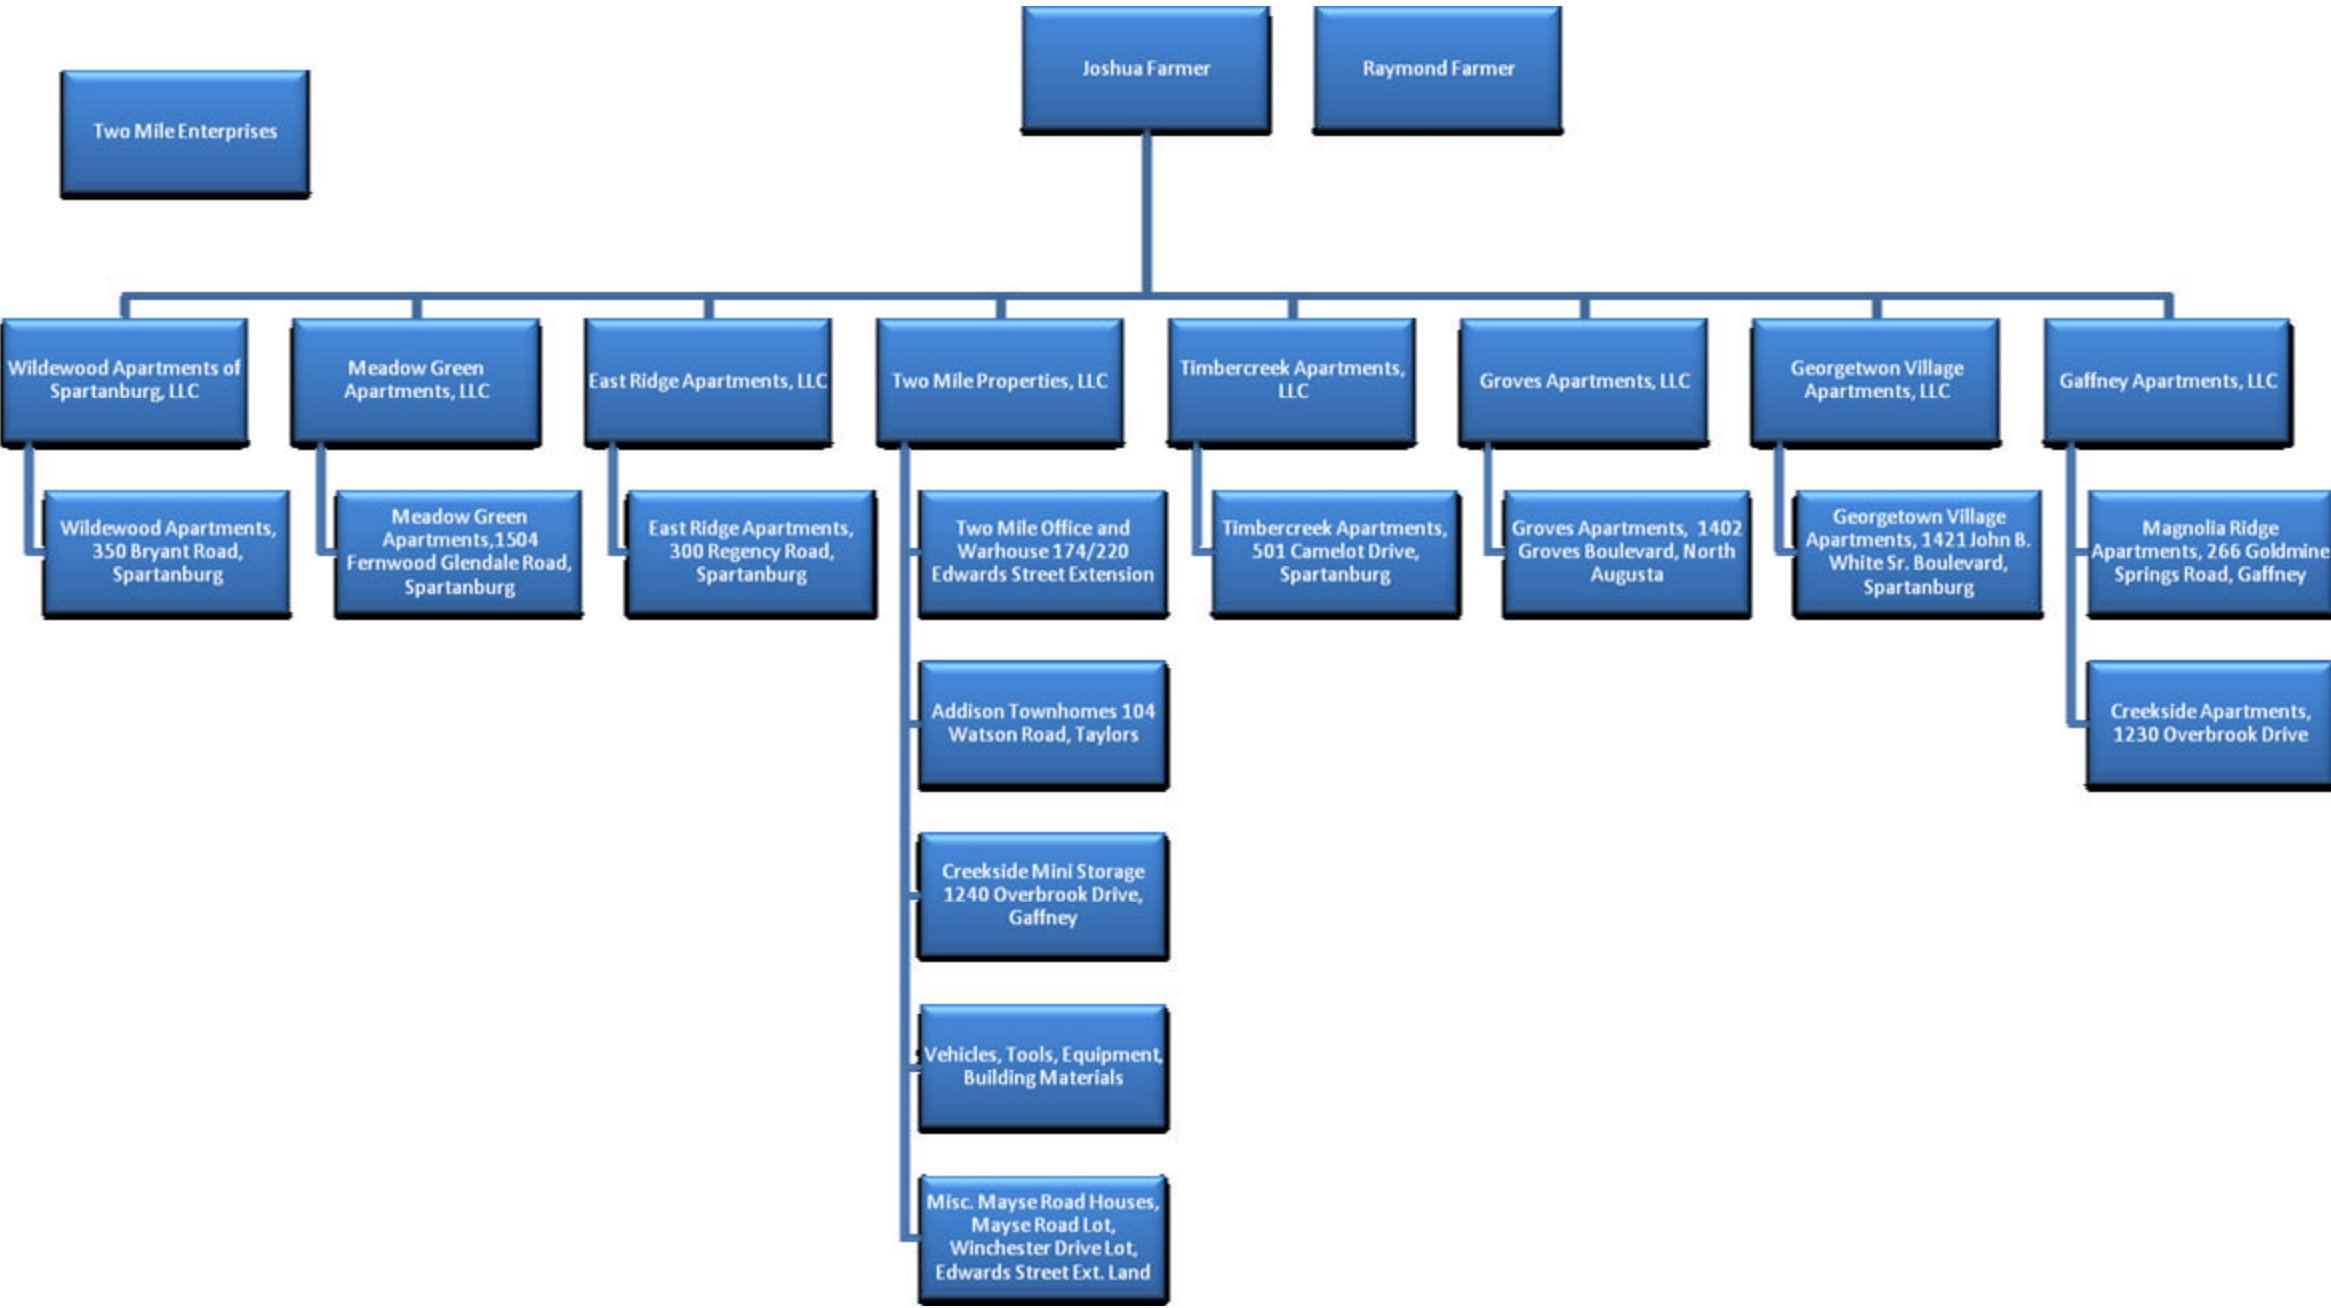 Joshua Farmer
Raymond Farmer
Two Mile Enterprises
Wildewood Apartments of
Spartanburg, LLC
Meadow Green
Apartments, LLC
East Ridge Apartments, LLC
Two Mile Properties, LLC
Timbercreek Apartments,
LLC
Groves Apartments, LLC
Georgetwon Village
Apartments, LLC
Gaffney Apartments, LLC
Wildewood Apartments,
350 Bryant Road,
Spartanburg
Meadow Green
Apartments,1504
Fernwood Glendale Road,
Spartanburg
East Ridge Apartments,
300 Regency Road,
Spartanburg
Two Mile Office and
Warhouse 174/220
Edwards Street Extension
Timbercreek Apartments,
501 Camelot Drive,
Spartanburg
Groves Apartments, 1402
Groves Boulevard, North
Augusta
Georgetown Village
Apartments, 1421 John B.
White Sr. Boulevard,
Spartanburg
Magnolia Ridge
Apartments, 266 Goldmine
Springs Road, Gaffney
Addison Townhomes 104
Watson Road, Taylors
Creekside Apartments,
1230 Overbrook Drive
Creekside Mini Storage
1240 Overbrook Drive,
Gaffney
Vehicles, Tools, Equipment,
Building Materials
Misc. Mayse Road Houses,
Mayse Road Lot,
Winchester Drive Lot,
Edwards Street Ext. Land